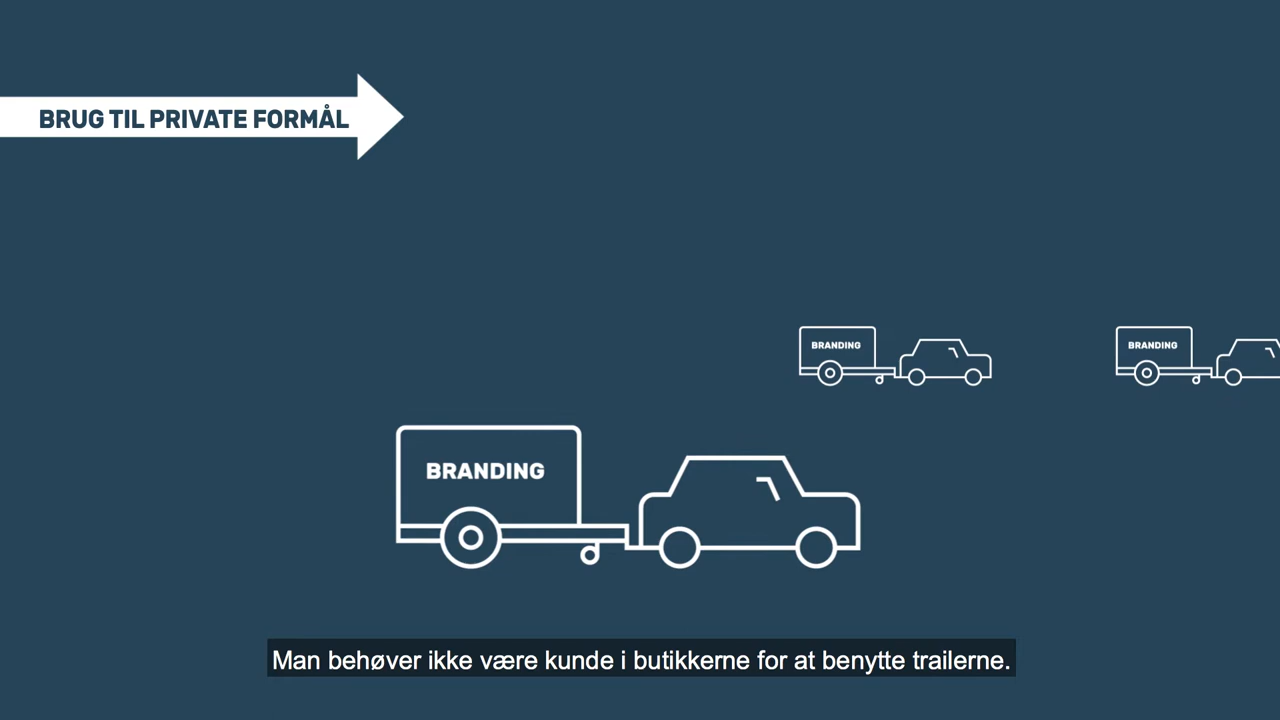 BRUG TIL PRIVATE FORMÅL
BRANDING
BRANDING
BRANDING
Man behøver ikke være kunde i butikkerne for at benytte trailerne.